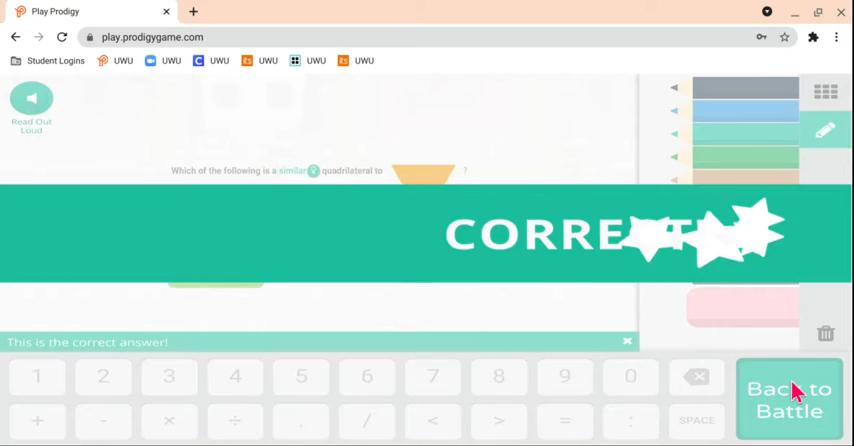 Play Prodigy
play.prodigygame.com
Student Logins UWU UWU UWU UWU UWU UWU
Read Out
Loud
Which of the following is a similar quadrilateral to ?
This is the correct answer!
1 2 3 4 5 6 7 8 9 0
+ - × ÷ . / < > = : SPACE
Back to
Battle